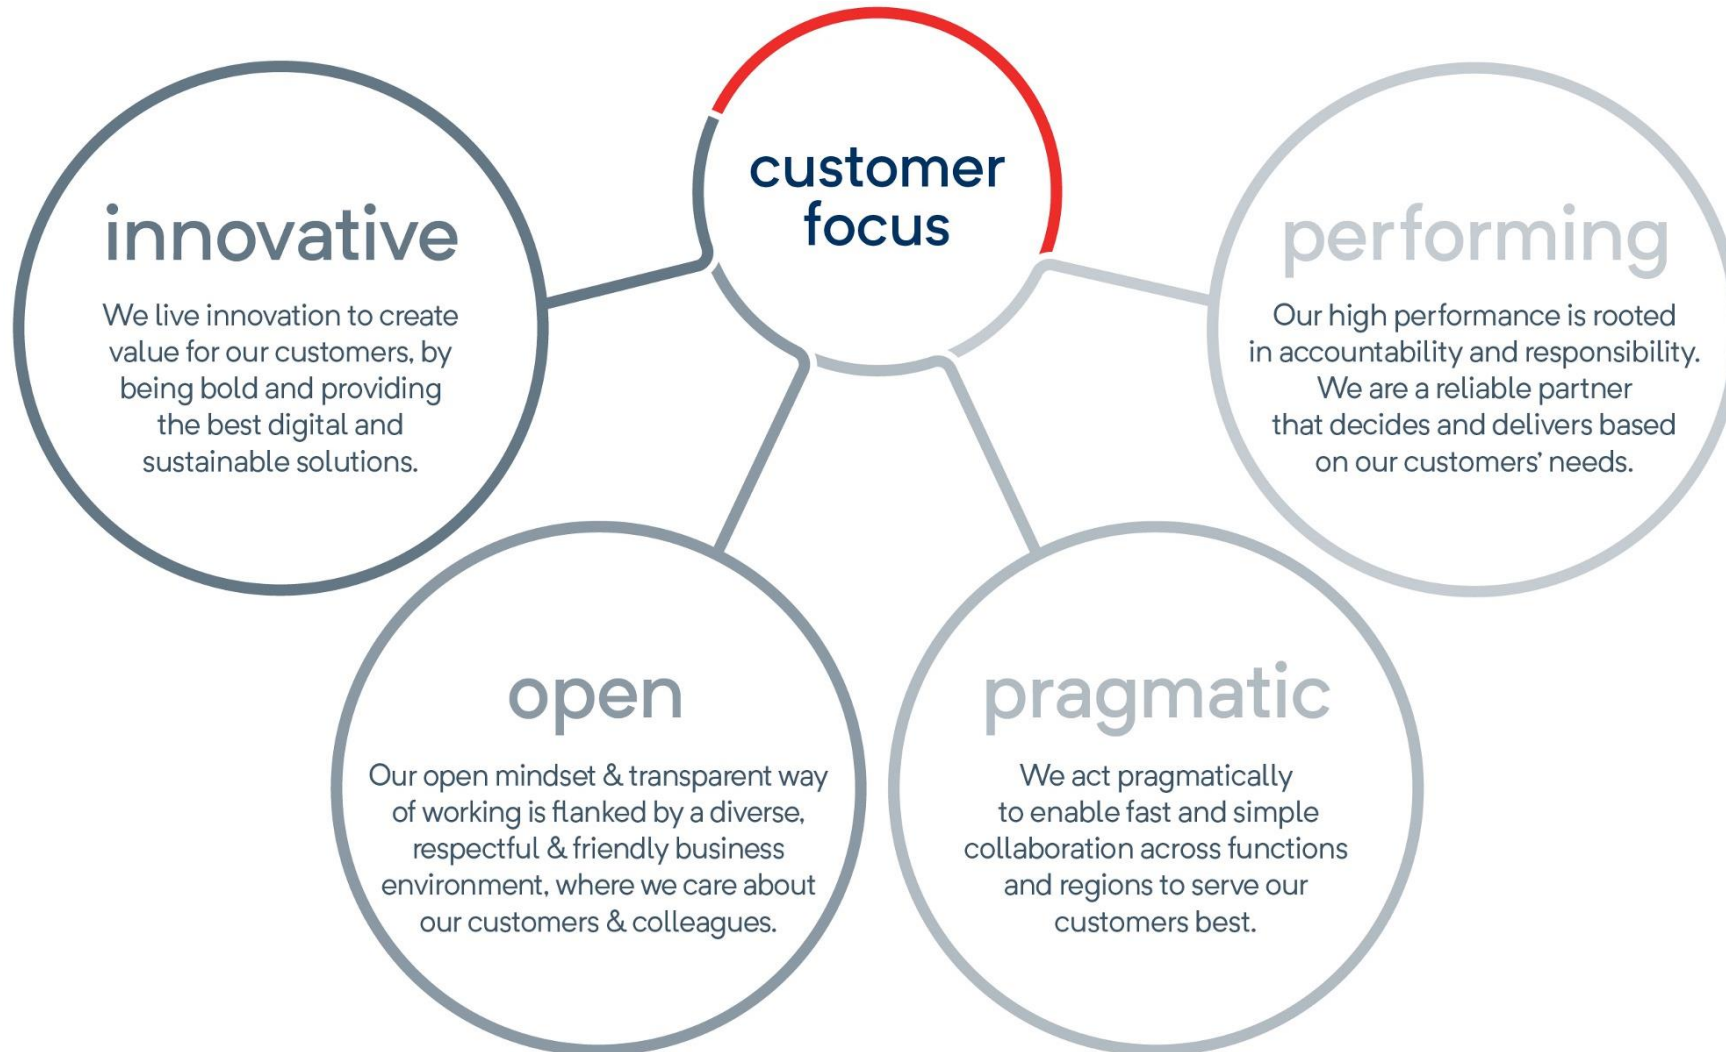 customer
focus
innovative
We live innovation to create
value for our customers, by
being bold and providing
the best digital and
sustainable solutions.
performing
Our high performance is rooted
in accountability and responsibility.
We are a reliable partner
that decides and delivers based
on our customers’ needs.
open
Our open mindset & transparent way
of working is flanked by a diverse,
respectful & friendly business
environment, where we care about
our customers & colleagues.
pragmatic
We act pragmatically
to enable fast and simple
collaboration across functions
and regions to serve our
customers best.